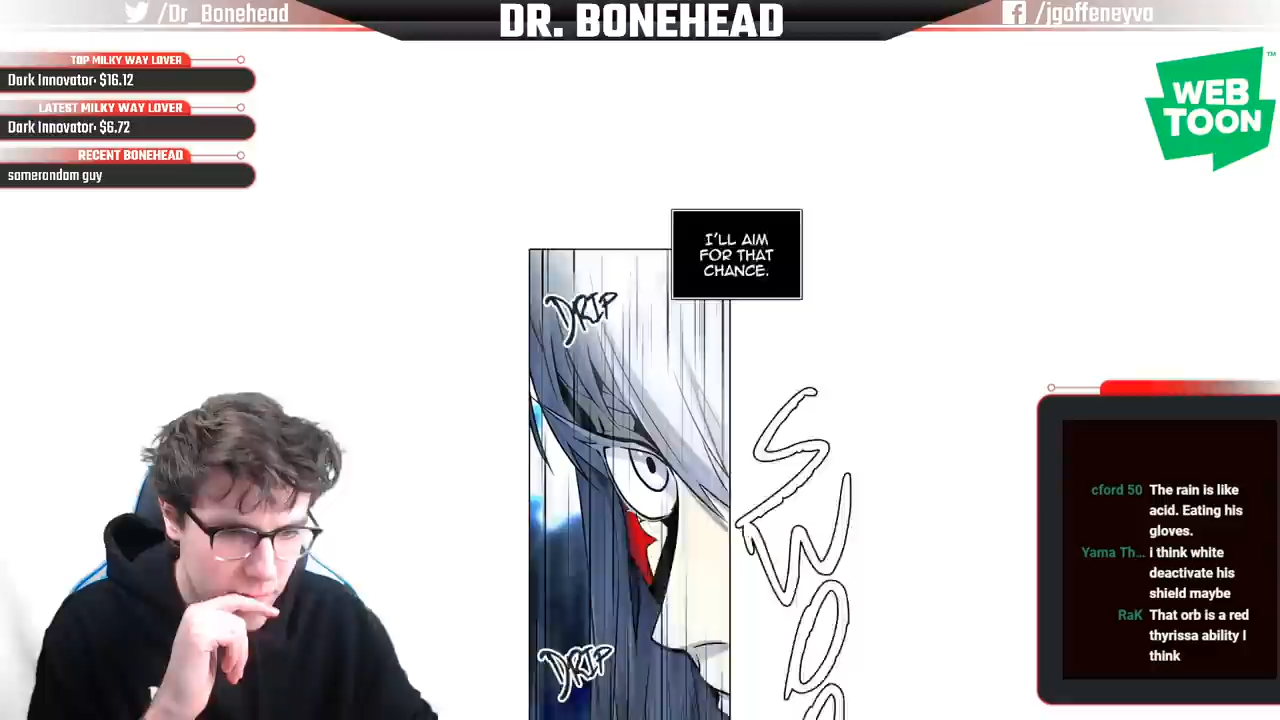 /Dr_Bonehead
DR. BONEHEAD
/jgoffeneyva
TOP MILKY WAY LOVER
Dark Innovator: $16.12
LATEST MILKY WAY LOVER
Dark Innovator: $6.72
RECENT BONEHEAD
somerandom guy
WEB
TOON
™
I'LL AIM
FOR THAT
CHANCE.
DRIP
DRIP
SWOO
cford 50 The rain is like
acid. Eating his
gloves.
Yama Th... i think white
deactivate his
shield maybe
RaK That orb is a red
thyrissa ability I
think